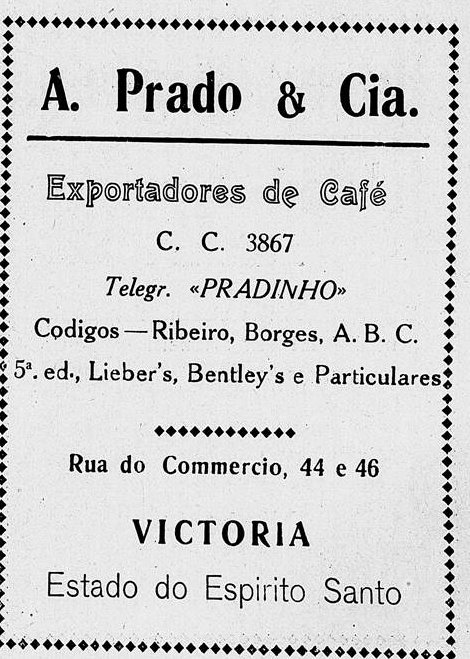 A. Prado & Cia.
Exportadores de Café
C. C. 3867
Telegr. «PRADINHO»
Codigos — Ribeiro, Borges, A. B. C.
5ª. ed., Lieber's, Bentley's e Particulares
Rua do Commercio, 44 e 46
VICTORIA
Estado do Espirito Santo